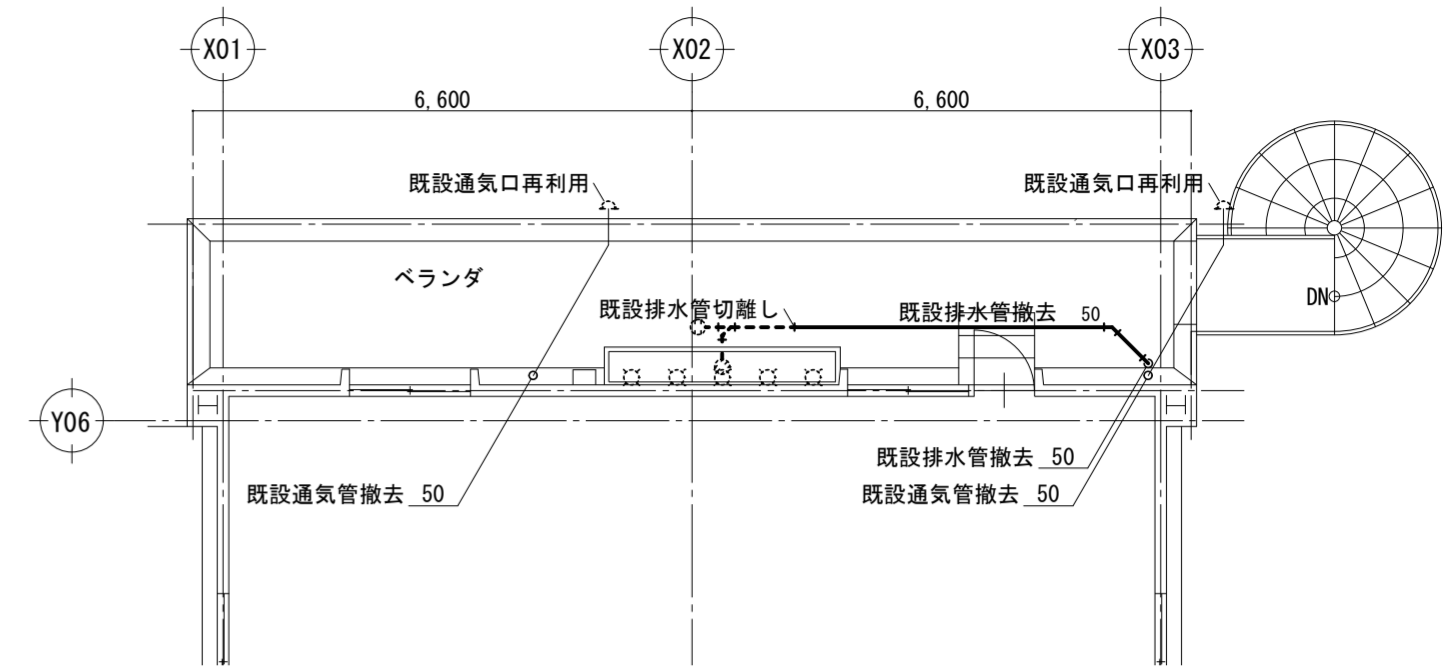 X01
X02
X03
6,600
6,600
既設通気口再利用
既設通気口再利用
ベランダ
DN
既設排水管切離し
既設排水管撤去 50
Y06
既設排水管撤去 50
既設通気管撤去 50
既設通気管撤去 50